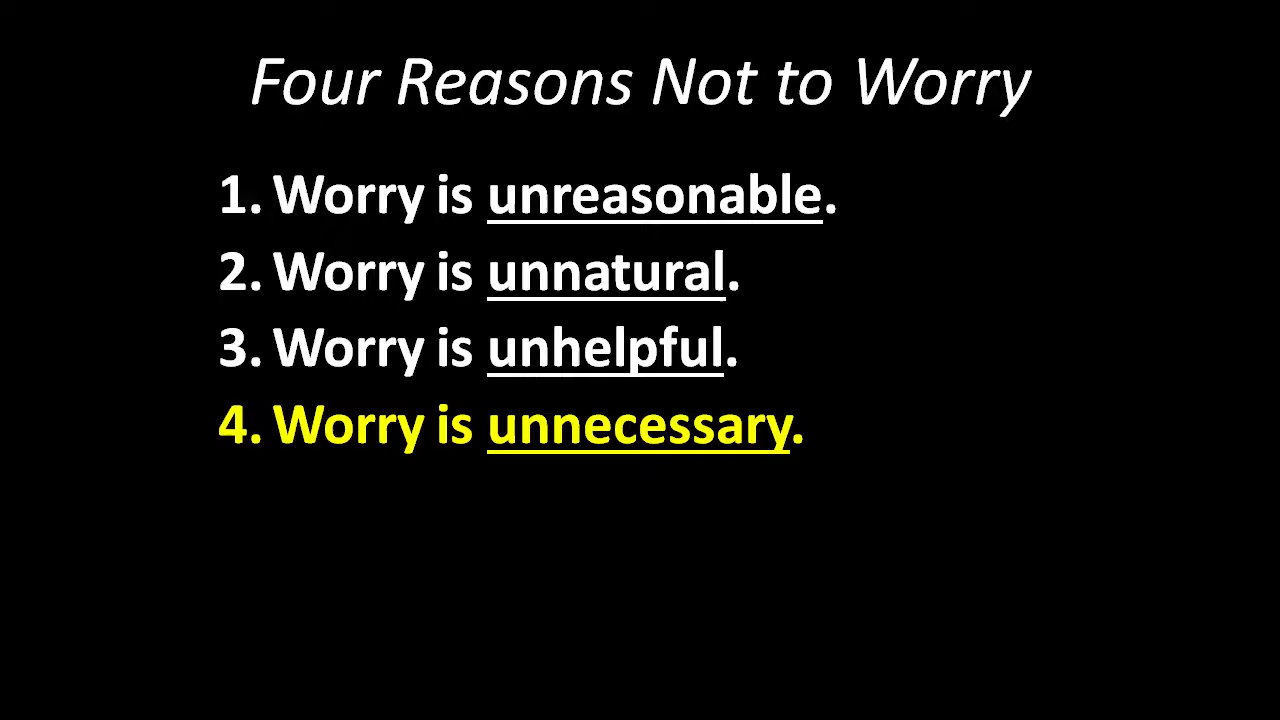 Four Reasons Not to Worry
1. Worry is unreasonable.
2. Worry is unnatural.
3. Worry is unhelpful.
4. Worry is unnecessary.